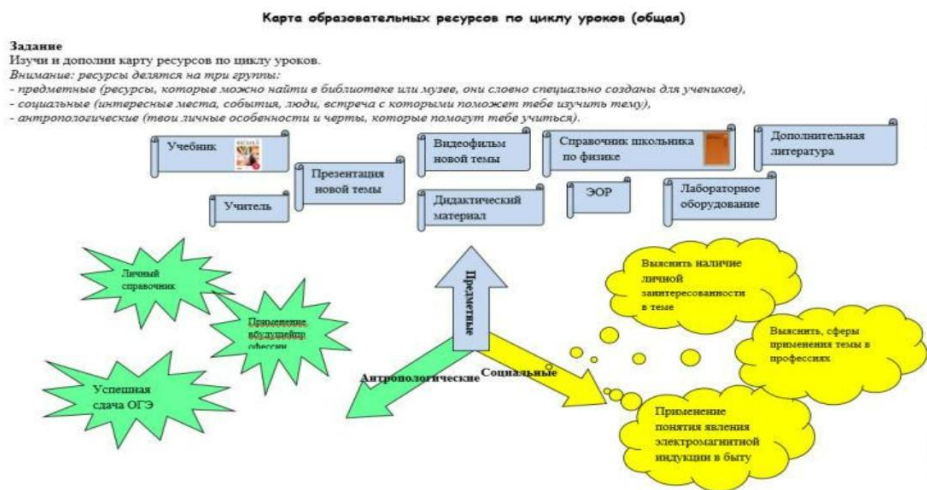 Карта образовательных ресурсов по циклу уроков (общая)
Задание
Изучи и дополни карту ресурсов по циклу уроков.
Внимание: ресурсы делятся на три группы:
- предметные (ресурсы, которые можно найти в библиотеке или музее, они словно специально созданы для учеников),
- социальные (интересные места, события, люди, встреча с которыми поможет тебе изучить тему),
- антропологические (твои личные особенности и черты, которые помогут тебе учиться).
Учебник
Презентация
новой темы
Видеофильм
новой темы
Справочник школьника
по физике
Дополнительная
литература
Учитель
Дидактический
материал
ЭОР
Лабораторное
оборудование
Личный
справочник
Применение
вбудущейпр
офессии
Успешная
сдача ОГЭ
Предметные
Антропологические
Социальные
Выяснить наличие
личной
заинтересованности
в теме
Выяснить, сферы
применения темы в
профессиях
Применение
понятия явления
электромагнитной
индукции в быту